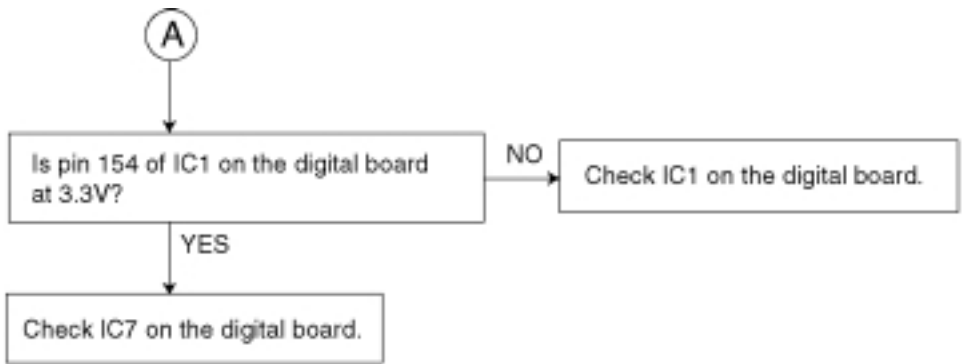 A
Is pin 154 of IC1 on the digital board
at 3.3V?
NO
Check IC1 on the digital board.
YES
Check IC7 on the digital board.